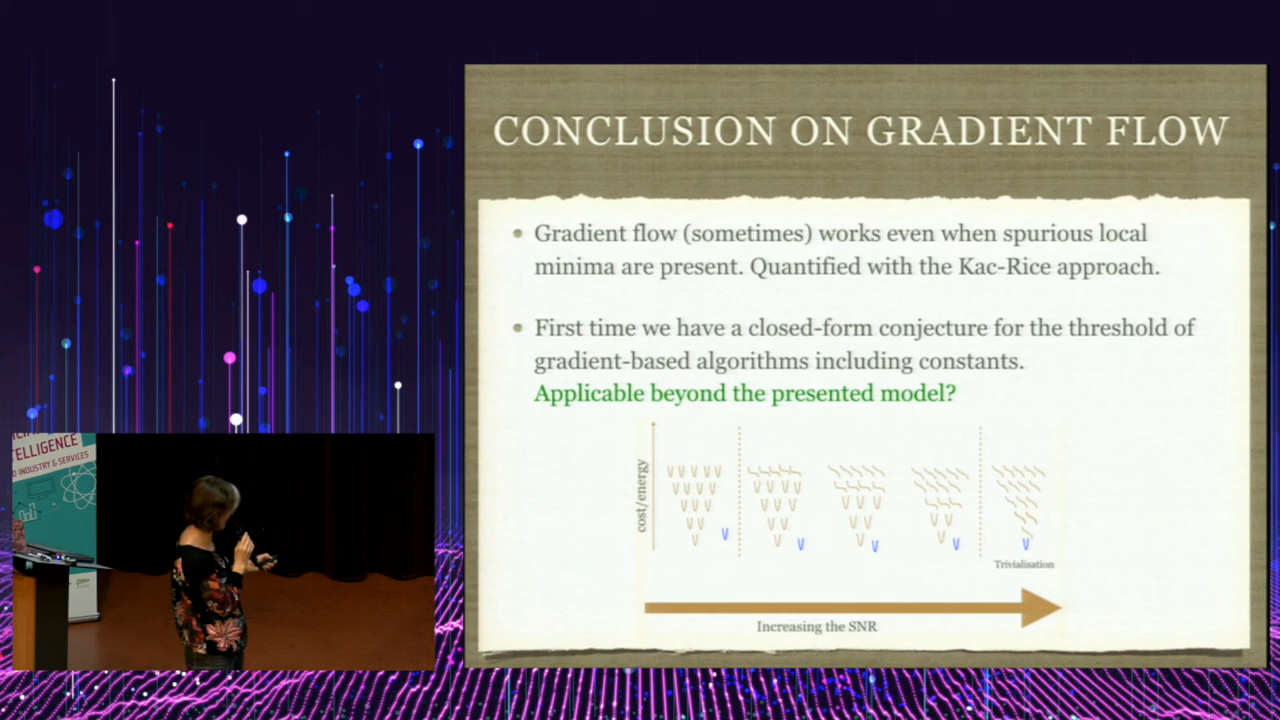 CONCLUSION ON GRADIENT FLOW
• Gradient flow (sometimes) works even when spurious local
minima are present. Quantified with the Kac-Rice approach.
• First time we have a closed-form conjecture for the threshold of
gradient-based algorithms including constants.
Applicable beyond the presented model?
cost/energy
Trivialisation
Increasing the SNR
INDUSTRY & SERVICES